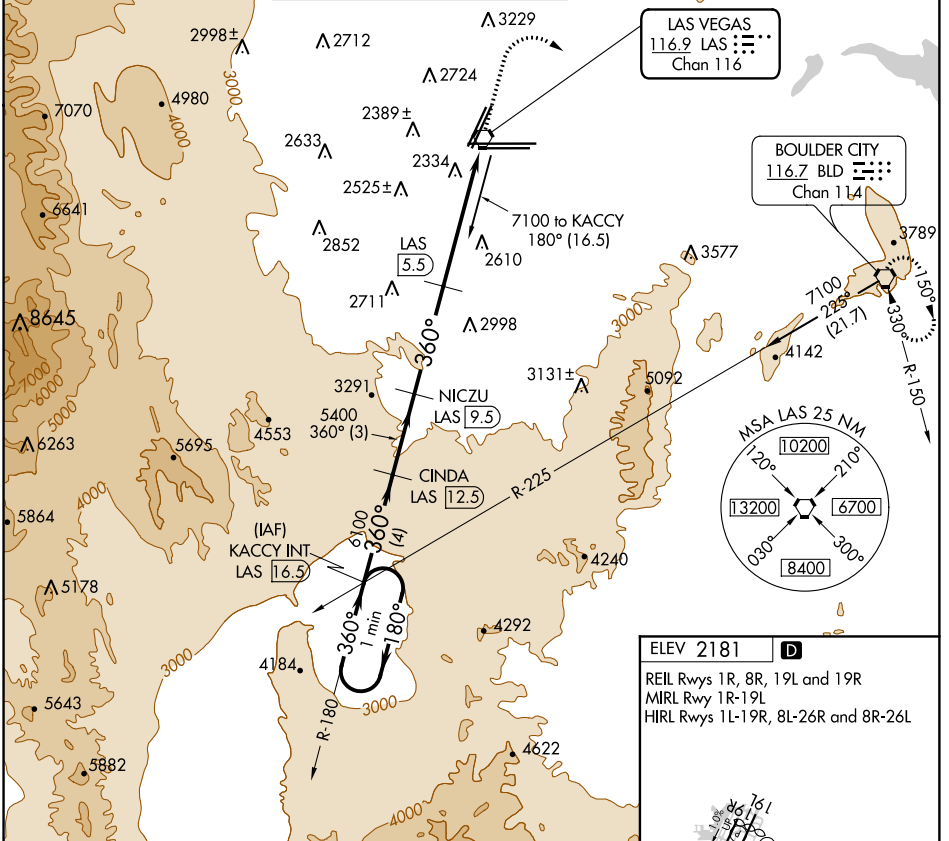 3229
2998±
2712
LAS VEGAS
116.9 LAS
Chan 116
3000
2724
7070
4980
4000
2389±
2633
2334
BOULDER CITY
116.7 BLD
Chan 114
2525±
6641
7100 to KACCY
180° (16.5)
3789
2852
LAS
5.5
2610
3577
150°
7100
225°
(21.7)
330°
2711
8645
2998
3000
4142
360°
R-150
7000
6000
5000
3291
3131±
5092
NICZU
LAS 9.5
5400
360° (3)
4553
MSA LAS 25 NM
10200
120°
210°
6263
5695
CINDA
LAS 12.5
R-225
13200
6700
4000
5864
6100
360°
(4)
(IAF)
KACCY INT
LAS 16.5
030°
300°
8400
4240
5178
360°
1 min
180°
4292
ELEV 2181 D
3000
4184
REIL Rwys 1R, 8R, 19L and 19R
MIRL Rwy 1R-19L
HIRL Rwys 1L-19R, 8L-26R and 8R-26L
3000
5643
R-180
4622
5882
4000
19L
19R
1.0%
UP